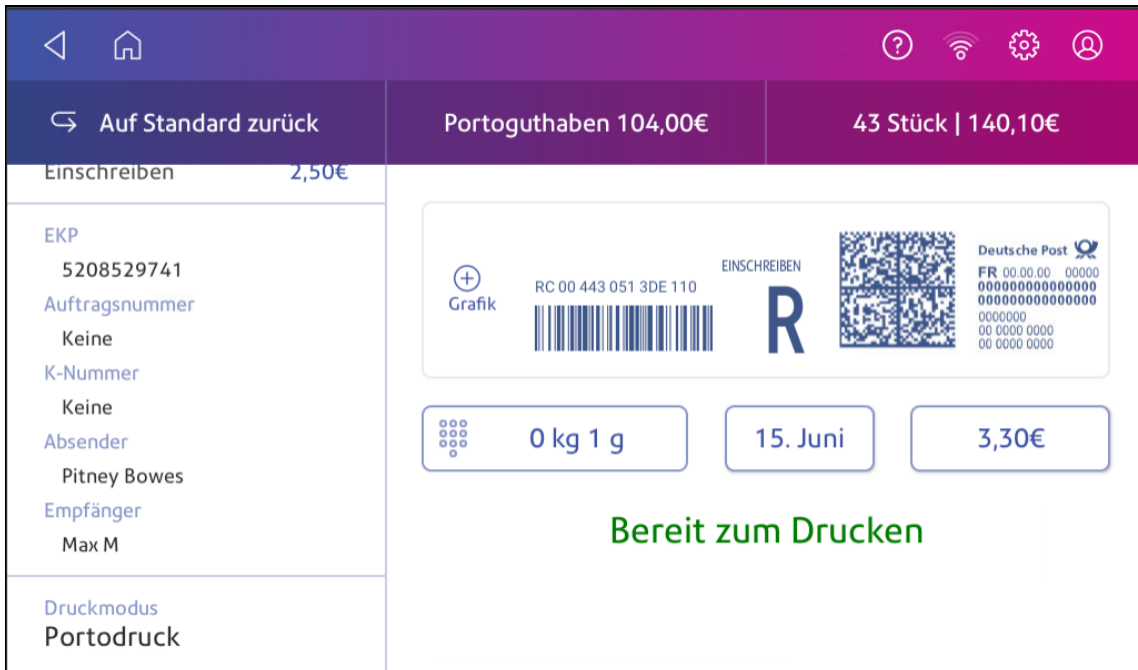 Auf Standard zurück
Portoguthaben 104,00€
43 Stück | 140,10€
Einschreiben 2,50€
EKP
5208529741
Auftragsnummer
Keine
K-Nummer
Keine
Absender
Pitney Bowes
Empfänger
Max M
Druckmodus
Portodruck
Grafik
RC 00 443 051 3DE 110
EINSCHREIBEN
R
Deutsche Post
FR 00.00.00 00000
000000000000000
000000000000000
0000000
00 0000 0000
00 0000 0000
0 kg 1 g
15. Juni
3,30€
Bereit zum Drucken